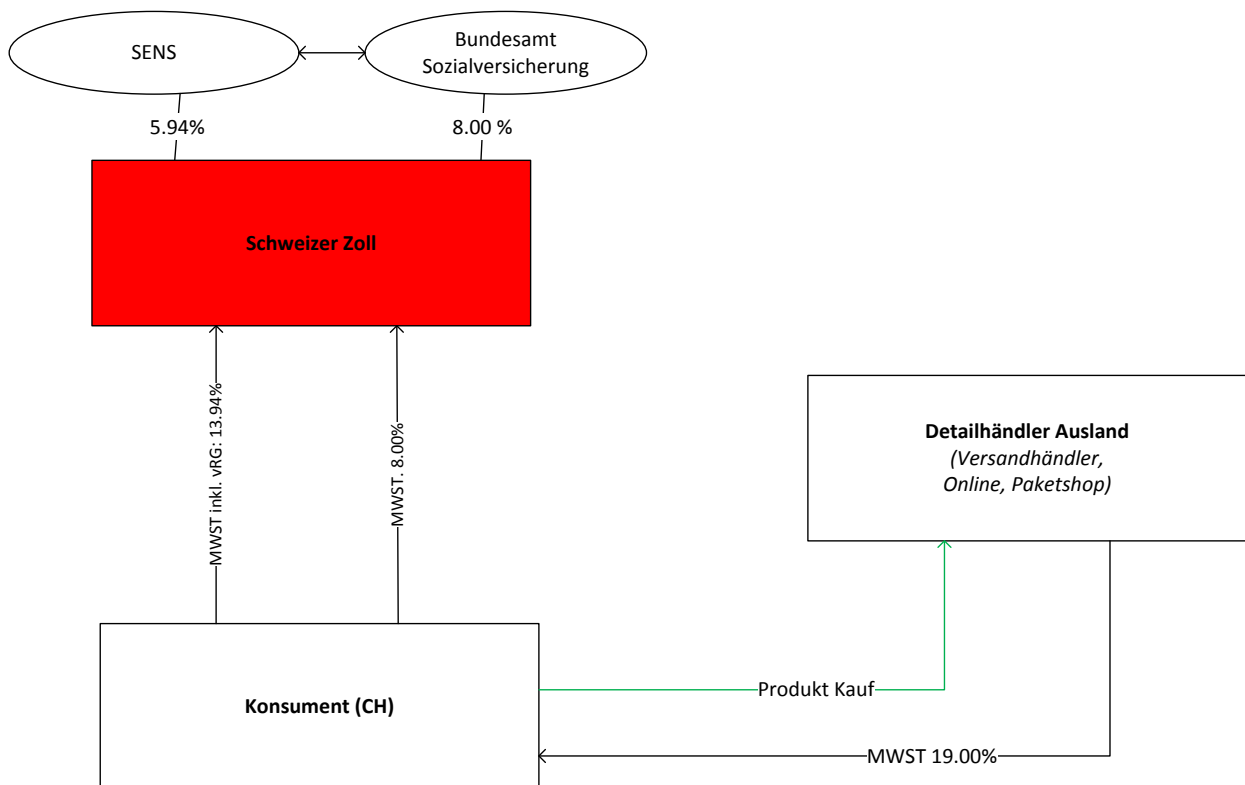 SENS
Bundesamt
Sozialversicherung
5.94%
8.00 %
Schweizer Zoll
MWST inkl. vRG: 13.94%
MWST. 8.00%
Detailhändler Ausland
(Versandhändler,
Online, Paketshop)
Produkt Kauf
Konsument (CH)
MWST 19.00%